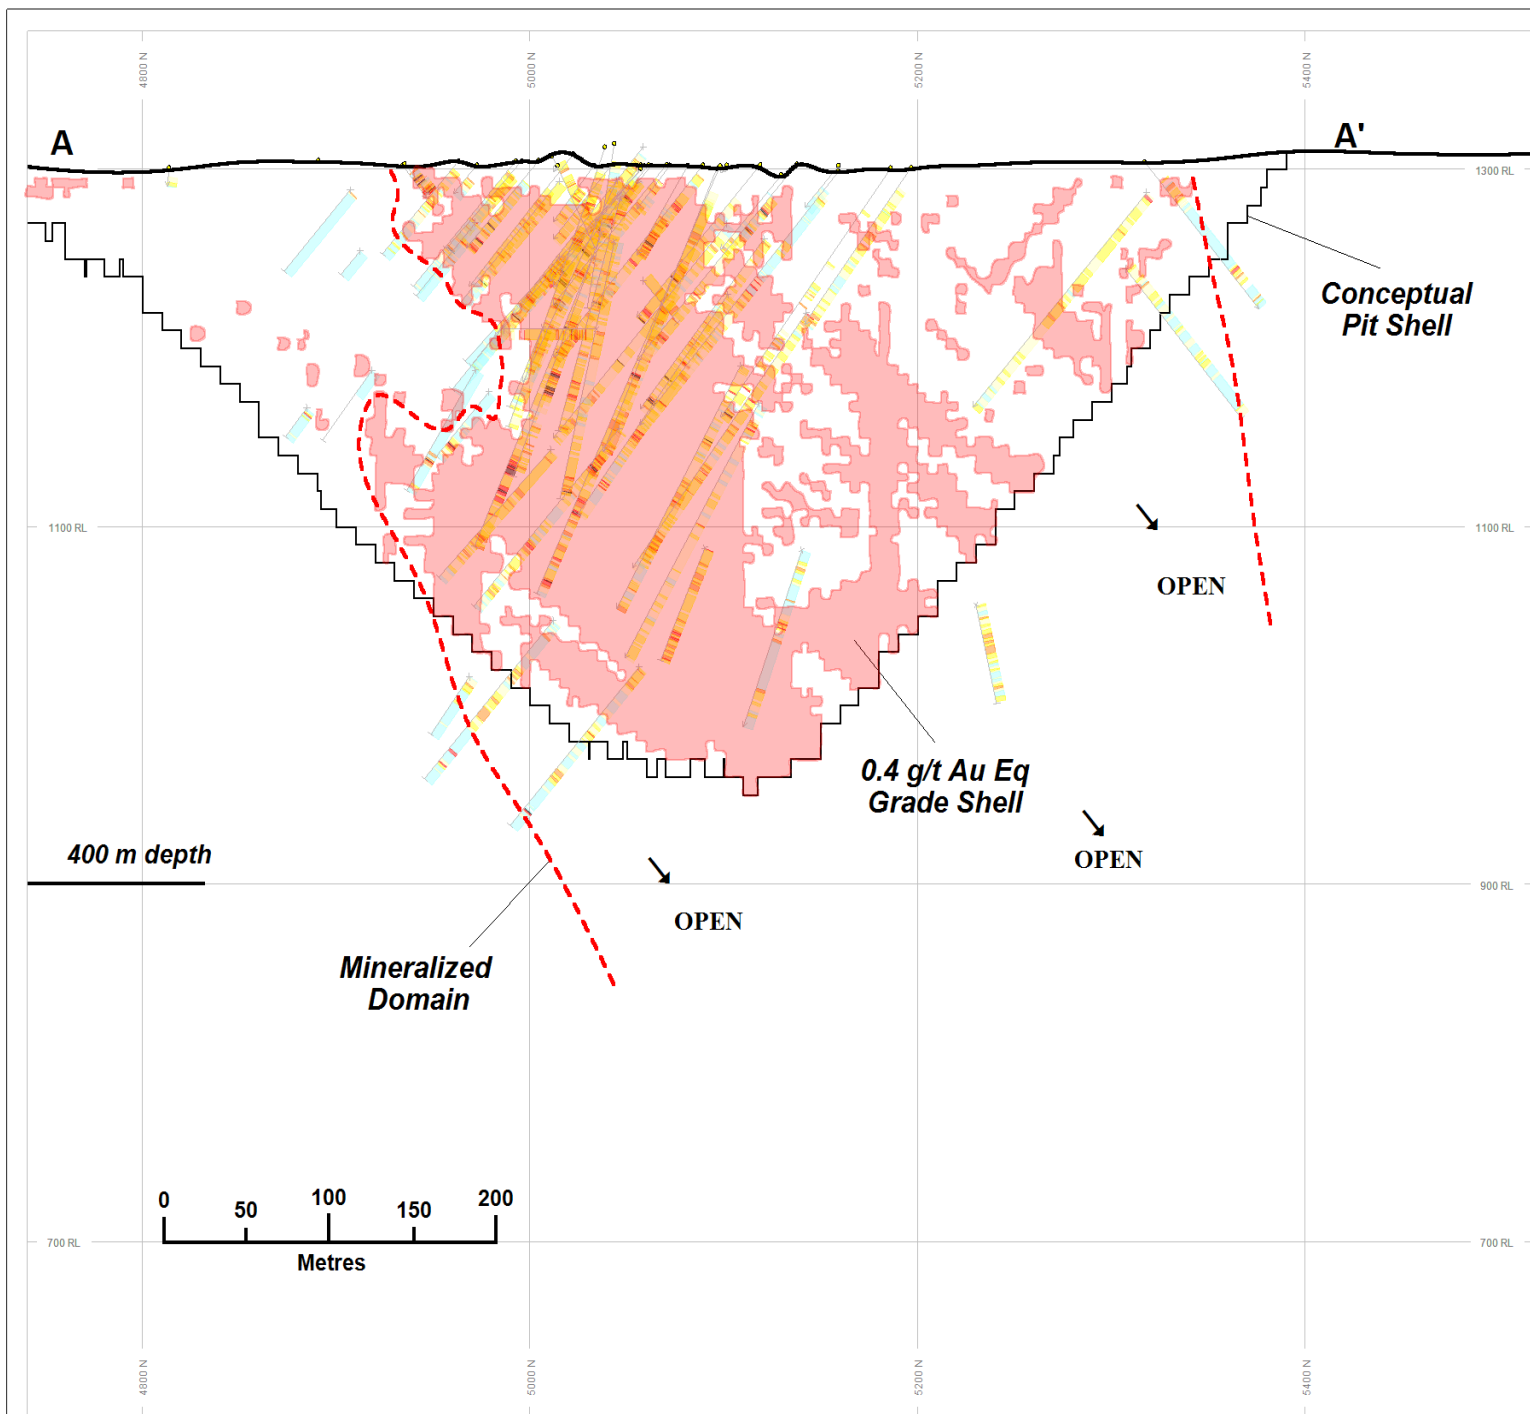 4800 N
5000 N
5200 N
5400 N
A
A'
1300 RL
Conceptual
Pit Shell
1100 RL
1100 RL
OPEN
0.4 g/t Au Eq
Grade Shell
400 m depth
OPEN
900 RL
OPEN
Mineralized
Domain
0
50
100
150
200
Metres
700 RL
700 RL
4800 N
5000 N
5200 N
5400 N